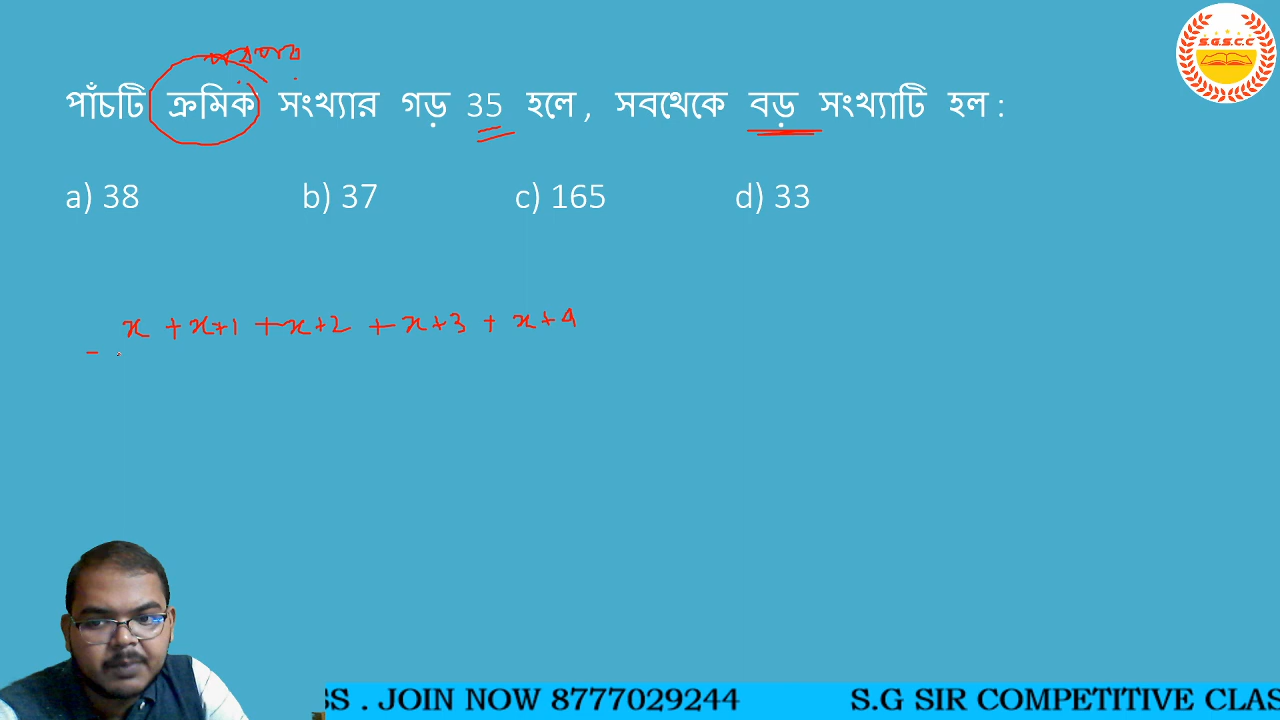 S.G.S.C.C
পাঁচটি ক্রমিক সংখ্যার গড় 35 হলে , সবথেকে বড় সংখ্যাটি হল :
a) 38 b) 37 c) 165 d) 33
x + x+1 + x+2 + x+3 + x+4
=
SS . JOIN NOW 8777029244 S.G SIR COMPETITIVE CLAS